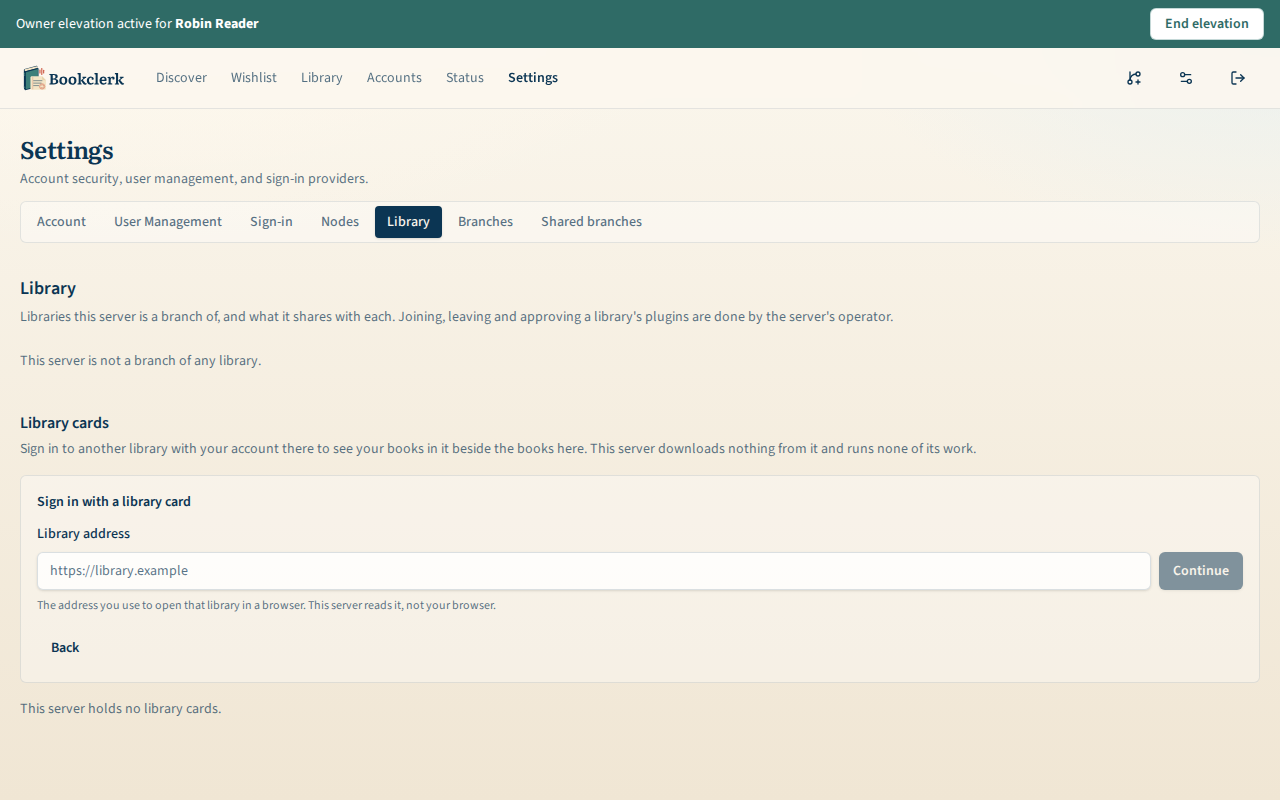 Owner elevation active for Robin Reader
End elevation
Bookclerk
Discover
Wishlist
Library
Accounts
Status
Settings
Settings
Account security, user management, and sign-in providers.
Account
User Management
Sign-in
Nodes
Library
Branches
Shared branches
Library
Libraries this server is a branch of, and what it shares with each. Joining, leaving and approving a library's plugins are done by the server's operator.
This server is not a branch of any library.
Library cards
Sign in to another library with your account there to see your books in it beside the books here. This server downloads nothing from it and runs none of its work.
Sign in with a library card
Library address
https://library.example
Continue
The address you use to open that library in a browser. This server reads it, not your browser.
Back
This server holds no library cards.